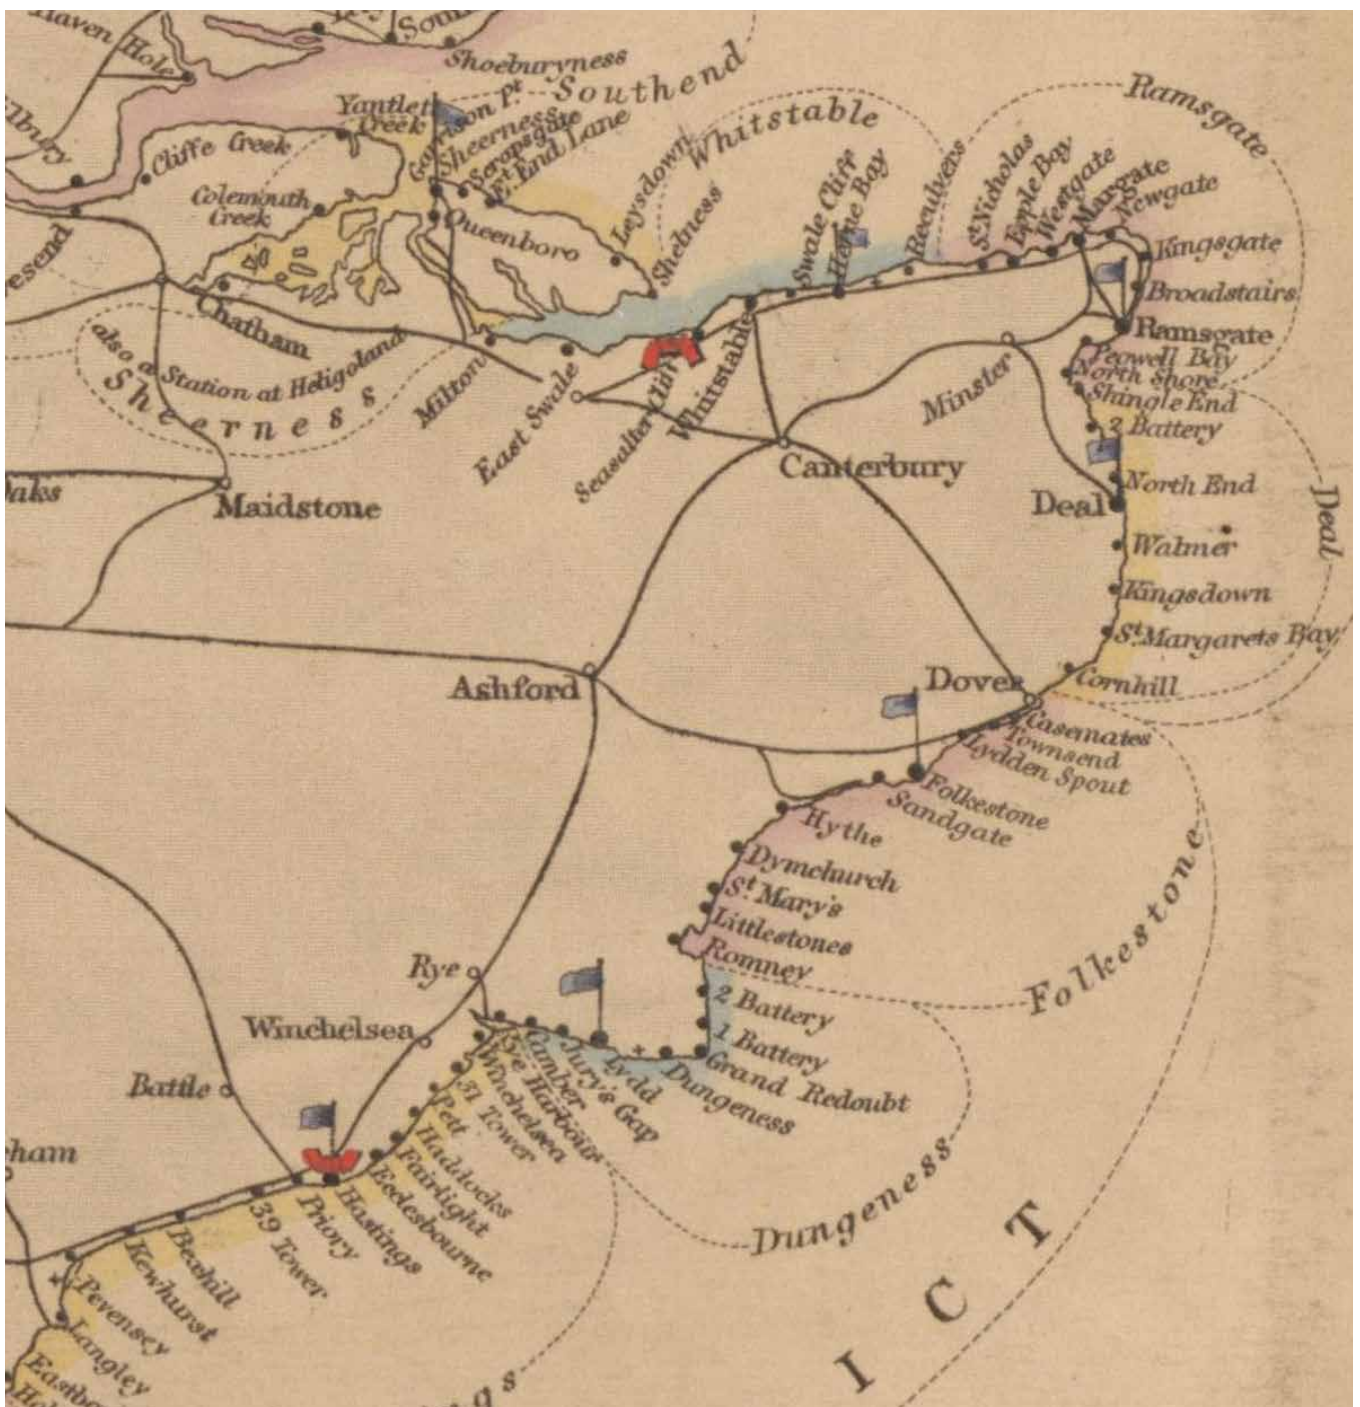 Haven Hole
Shoeburyness
Southend
Yantlet
Creek
Garrison Pt.
Sheerness
Scrapsgate
Et. End Lane
Cliffe Creek
Colemouth
Creek
Queenboro
Leysdown
Shelness
Whitstable
Swale Cliff
Herne Bay
Reculvers
St. Nicholas
Epple Bay
Westgate
Margate
Newgate
Ramsgate
Kingsgate
Broadstairs
Ramsgate
Pegwell Bay
North Shore
Shingle End
2 Battery
North End
Deal
Deal
Walmer
Kingsdown
St. Margarets Bay
Cornhill
Chatham
also a Station at Heligoland
Sheerness
Milton
East Swale
Seasalter Cliff
Whitstable
Minster
Canterbury
Maidstone
Ashford
Dover
Casemates
Townsend
Lydden Spout
Folkestone
Sandgate
Hythe
Dymchurch
St. Mary's
Littlestones
Romney
Folkestone
2 Battery
1 Battery
Grand Redoubt
Dungeness
Lydd
Jury's Gap
Camber
Rye Harbour
Winchelsea
31 Tower
Pett
Haddocks
Fairlight
Ecclesbourne
Hastings
Priory
39 Tower
Bexhill
Kewhurst
Pevensey
Langley
Rye
Winchelsea
Battle
Dungeness
ICT